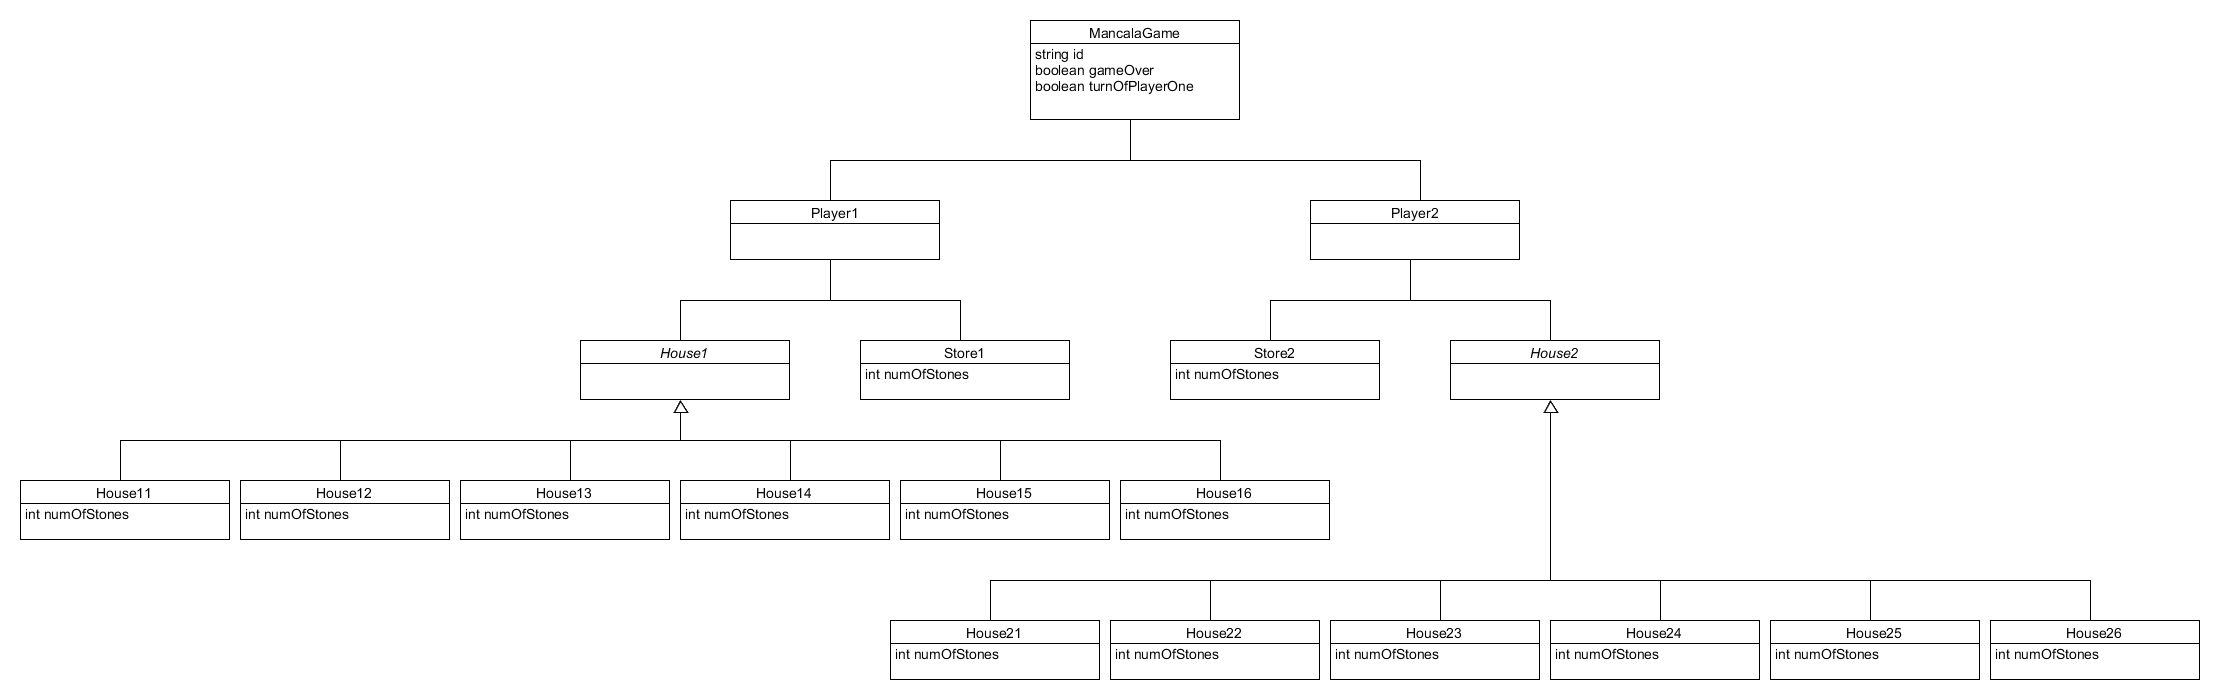 MancalaGame
string id
boolean gameOver
boolean turnOfPlayerOne
Player1
Player2
House1
Store1
int numOfStones
Store2
int numOfStones
House2
House11
int numOfStones
House12
int numOfStones
House13
int numOfStones
House14
int numOfStones
House15
int numOfStones
House16
int numOfStones
House21
int numOfStones
House22
int numOfStones
House23
int numOfStones
House24
int numOfStones
House25
int numOfStones
House26
int numOfStones